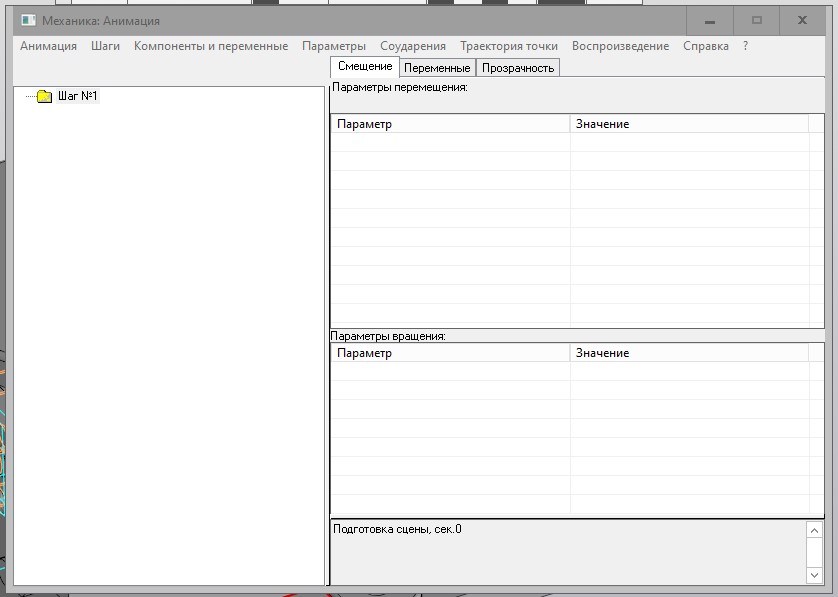 Механика: Анимация
Анимация Шаги Компоненты и переменные Параметры Соударения Траектория точки Воспроизведение Справка ?
Смещение Переменные Прозрачность
Шаг №1
Параметры перемещения:
Параметр Значение
Параметры вращения:
Параметр Значение
Подготовка сцены, сек.0